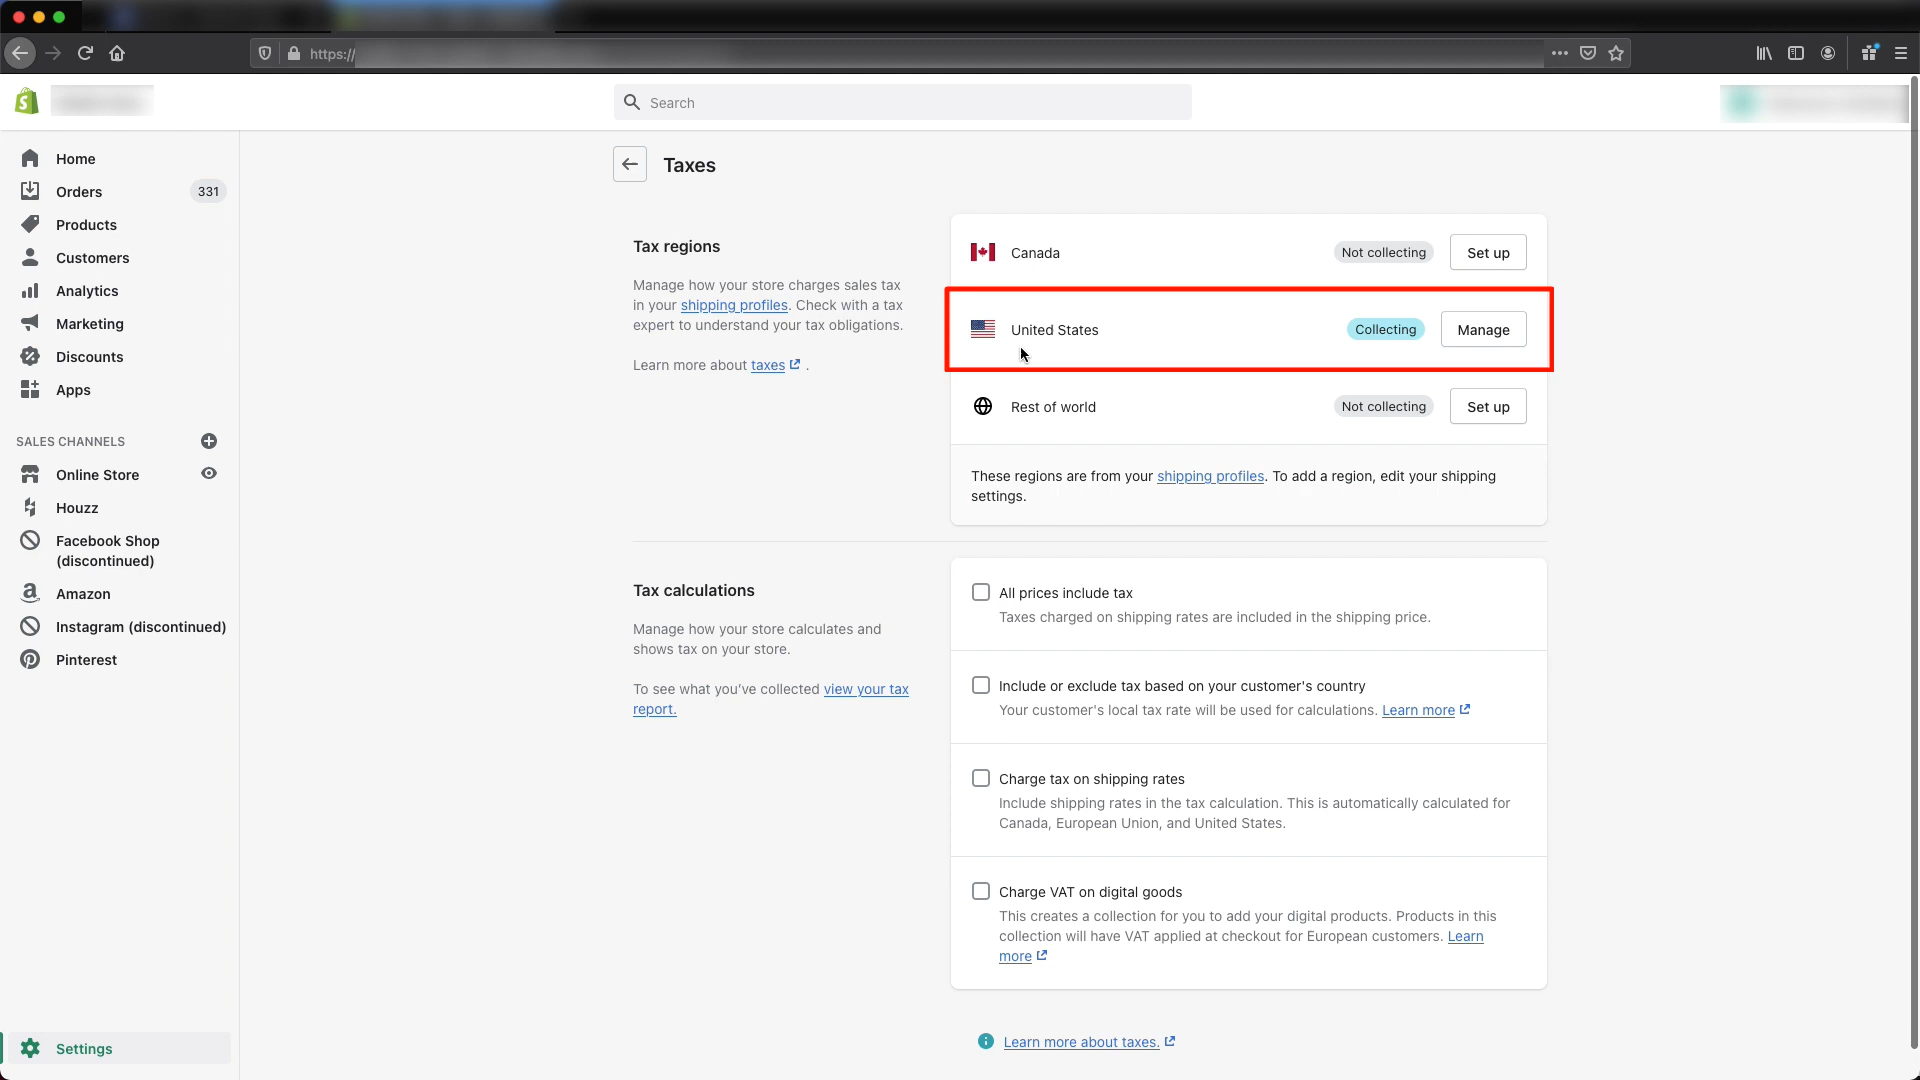 https://
Search
Home
Orders 331
Products
Customers
Analytics
Marketing
Discounts
Apps
SALES CHANNELS
Online Store
Houzz
Facebook Shop
(discontinued)
Amazon
Instagram (discontinued)
Pinterest
Settings
Taxes
Tax regions
Manage how your store charges sales tax
in your shipping profiles. Check with a tax
expert to understand your tax obligations.
Learn more about taxes .
Canada Not collecting Set up
United States Collecting Manage
Rest of world Not collecting Set up
These regions are from your shipping profiles. To add a region, edit your shipping
settings.
Tax calculations
Manage how your store calculates and
shows tax on your store.
To see what you've collected view your tax
report.
All prices include tax
Taxes charged on shipping rates are included in the shipping price.
Include or exclude tax based on your customer's country
Your customer's local tax rate will be used for calculations. Learn more
Charge tax on shipping rates
Include shipping rates in the tax calculation. This is automatically calculated for
Canada, European Union, and United States.
Charge VAT on digital goods
This creates a collection for you to add your digital products. Products in this
collection will have VAT applied at checkout for European customers. Learn
more
Learn more about taxes.